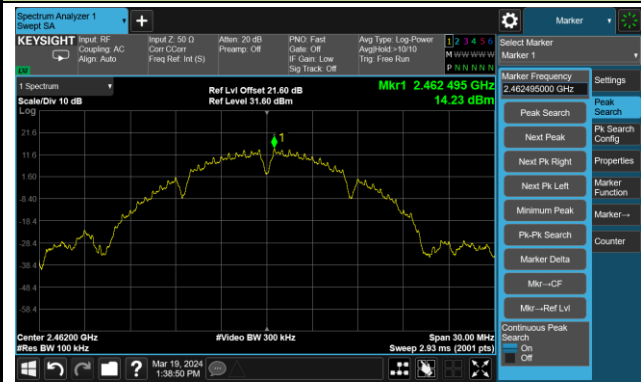 Spectrum Analyzer 1
Swept SA
Marker
KEYSIGHT
Input: RF
Coupling: AC
Align: Auto
Input Z: 50 Ω
Corr CCorr
Freq Ref: Int (S)
Atten: 20 dB
Preamp: Off
PNO: Fast
Gate: Off
IF Gain: Low
Sig Track: Off
Avg Type: Log-Power
Avg|Hold:>10/10
Trig: Free Run
1 2 3 4 5 6
M W W W W W
P N N N N N
LXI
Select Marker
Marker 1
1 Spectrum
Scale/Div 10 dB
Log
Ref Lvl Offset 21.60 dB
Ref Level 31.60 dBm
Mkr1 2.462 495 GHz
14.23 dBm
1
21.6
11.6
1.60
-8.40
-18.4
-28.4
-38.4
-48.4
-58.4
Center 2.46200 GHz
#Res BW 100 kHz
#Video BW 300 kHz
Span 30.00 MHz
Sweep 2.93 ms (2001 pts)
Marker Frequency
2.462495000 GHz
Peak Search
Next Peak
Next Pk Right
Next Pk Left
Minimum Peak
Pk-Pk Search
Marker Delta
Mkr→CF
Mkr→Ref Lvl
Continuous Peak
Search
On
Off
Settings
Peak
Search
Pk Search
Config
Properties
Marker
Function
Marker→
Counter
Mar 19, 2024
1:38:50 PM